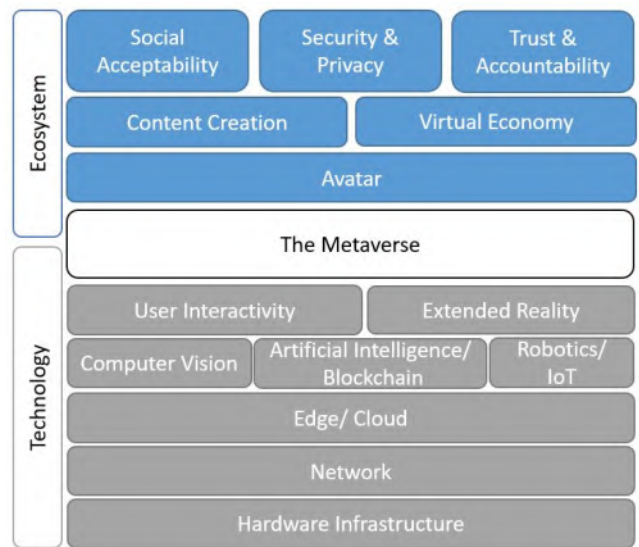 Ecosystem
Social
Acceptability
Security &
Privacy
Trust &
Accountability
Content Creation
Virtual Economy
Avatar
The Metaverse
Technology
User Interactivity
Extended Reality
Computer Vision
Artificial Intelligence/
Blockchain
Robotics/
IoT
Edge/ Cloud
Network
Hardware Infrastructure